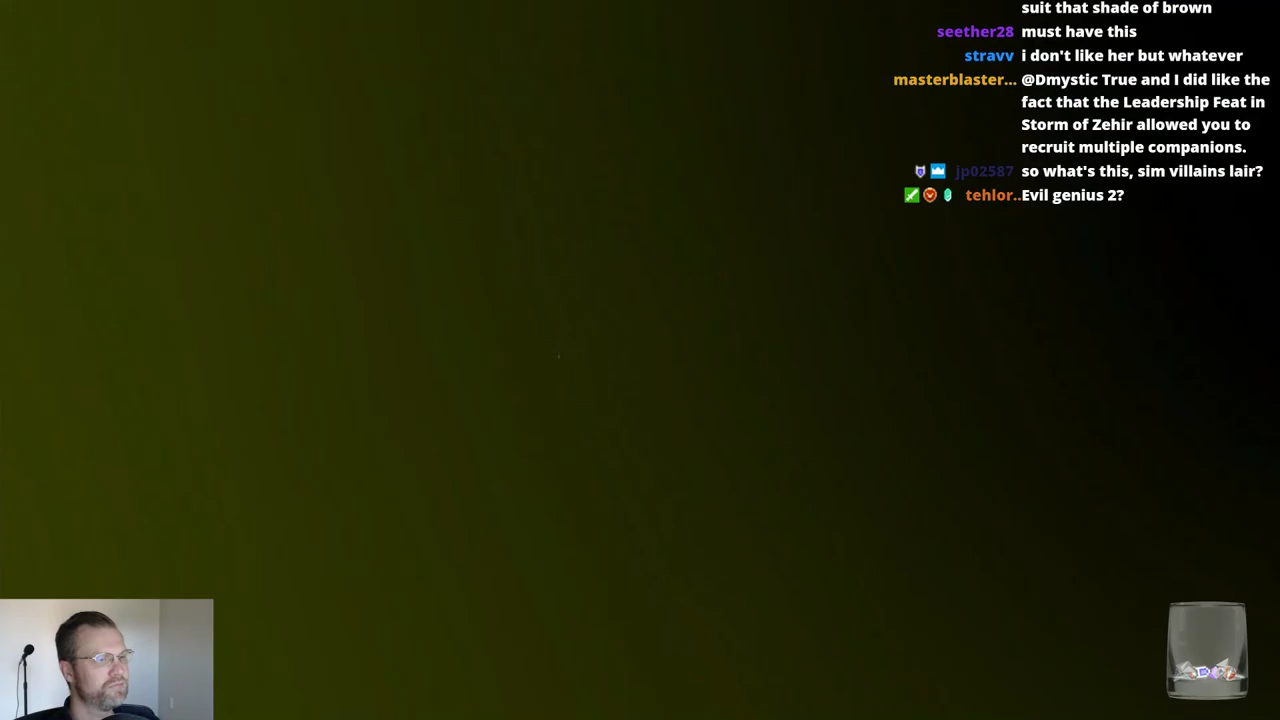 suit that shade of brown
seether28 must have this
stravv i don't like her but whatever
masterblaster... @Dmystic True and I did like the
fact that the Leadership Feat in
Storm of Zehir allowed you to
recruit multiple companions.
jp02587 so what's this, sim villains lair?
tehlor.. Evil genius 2?